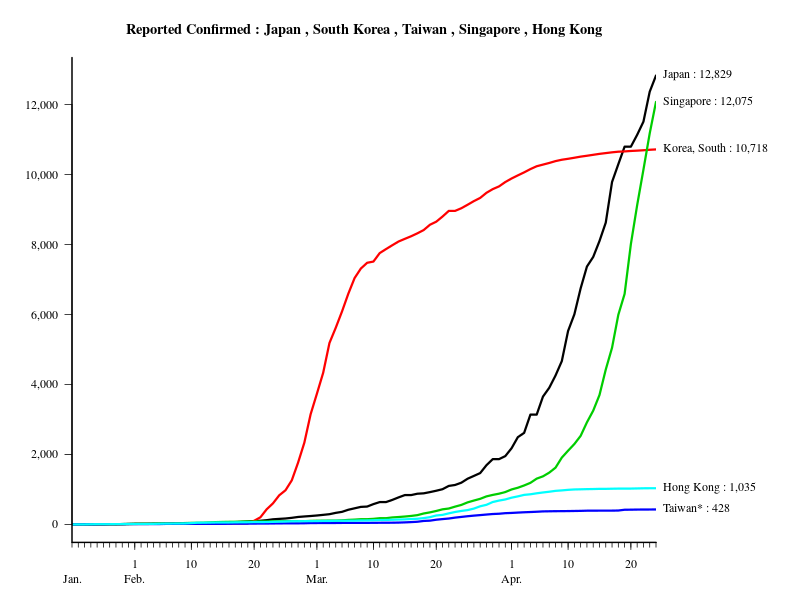 Reported Confirmed : Japan , South Korea , Taiwan , Singapore , Hong Kong
Japan : 12,829
Singapore : 12,075
12,000
Korea, South : 10,718
10,000
8,000
6,000
4,000
2,000
Hong Kong : 1,035
Taiwan* : 428
0
1 10 20 1 10 20 1 10 20
Jan. Feb. Mar. Apr.